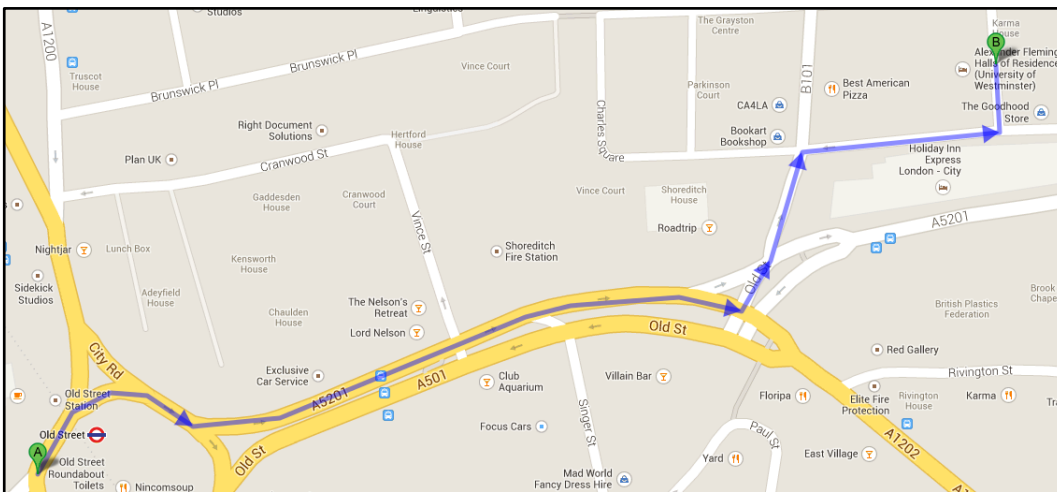 Studios
Linguistics
A1200
Truscot
House
Brunswick Pl
Brunswick Pl
Vince Court
The Grayston
Centre
Karma
House
B
Alexander Fleming
Halls of Residence
(University of
Westminster)
B101
Parkinson
Court
Best American
Pizza
CA4LA
The Goodhood
Store
Charles Square
Bookart
Bookshop
Right Document
Solutions
Hertford
House
Plan UK
Cranwood St
Holiday Inn
Express
London - City
Gaddesden
House
Cranwood
Court
Vince Court
Shoreditch
House
Vince St
A5201
Roadtrip
Nightjar
Lunch Box
Kensworth
House
Shoreditch
Fire Station
Sidekick
Studios
Adeyfield
House
Old St
Brook
Chape
British Plastics
Federation
Chaulden
House
The Nelson's
Retreat
Lord Nelson
Old St
City Rd
Red Gallery
Exclusive
Car Service
A5201
A501
Club
Aquarium
Villain Bar
Rivington St
Old Street
Station
Floripa
Elite Fire
Protection
Rivington
House
Karma
Tra
Old Street
Singer St
Focus Cars
Paul St
A1202
A
Old Street
Roundabout
Toilets
Old St
Yard
East Village
Nincomsoup
Mad World
Fancy Dress Hire